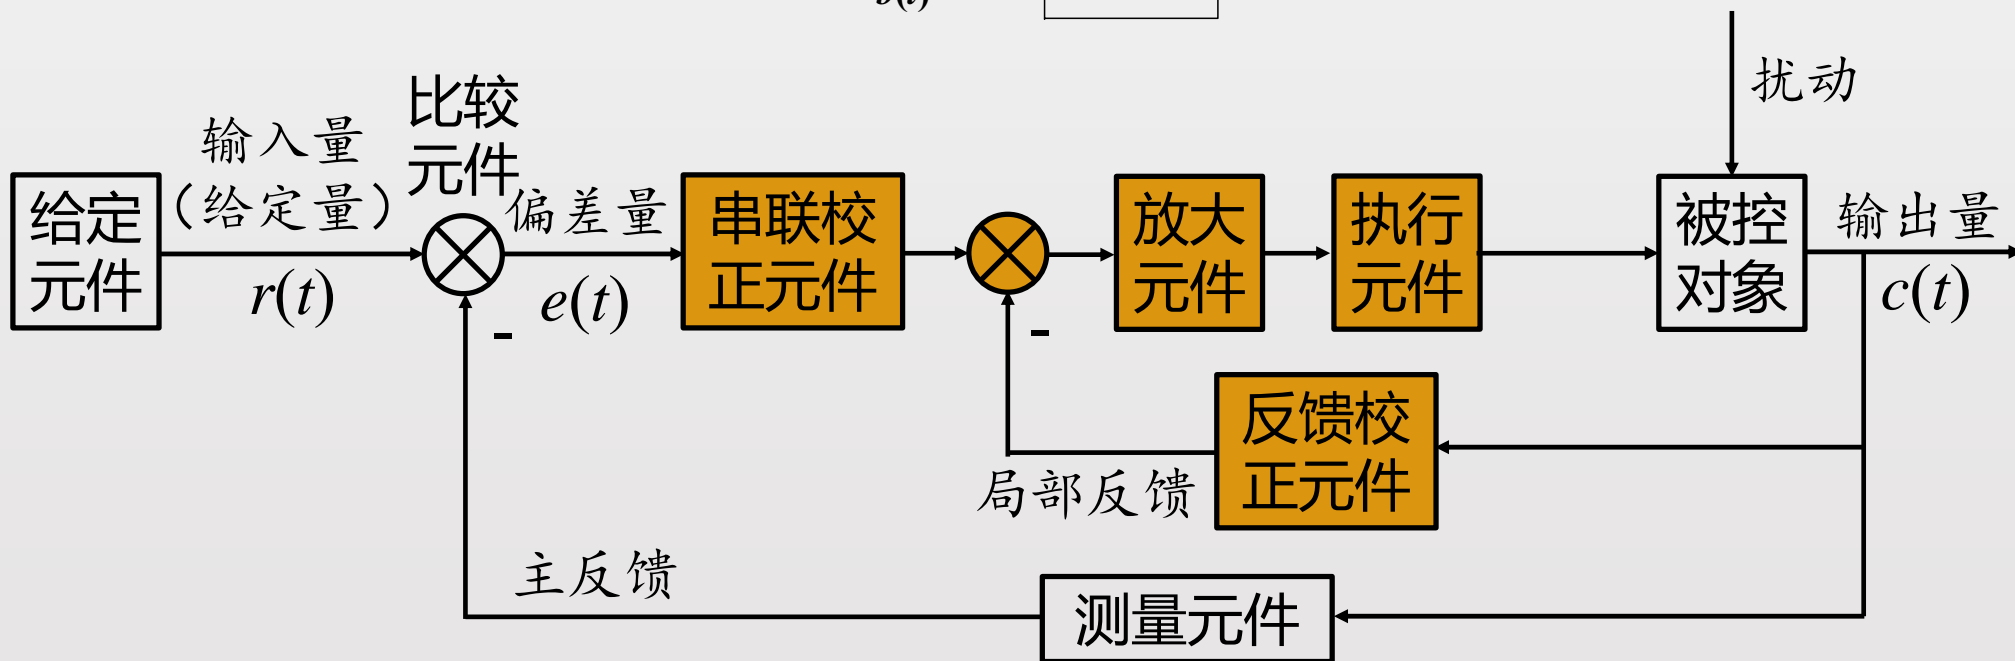 扰动
比较
元件
输入量
（给定量）
r(t)
给定
元件
偏差量
e(t)
串联校
正元件
放大
元件
执行
元件
被控
对象
输出量
c(t)
-
-
反馈校
正元件
局部反馈
主反馈
测量元件